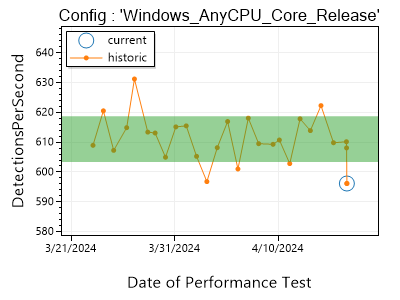 Config : 'Windows_AnyCPU_Core_Release'
current
historic
DetectionsPerSecond
640
630
620
610
600
590
580
3/21/2024
3/31/2024
4/10/2024
Date of Performance Test